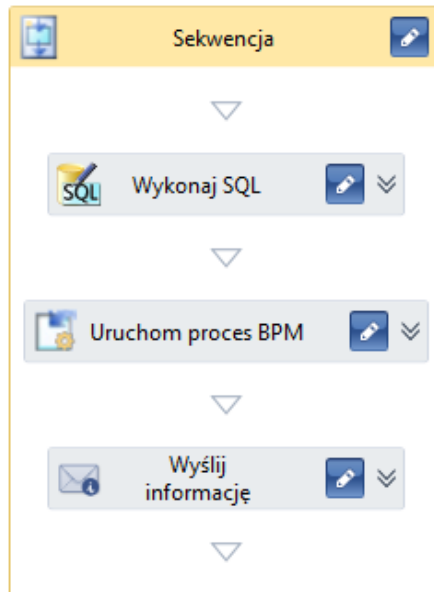 Sekwencja
SQL
Wykonaj SQL
Uruchom proces BPM
Wyślij
informację